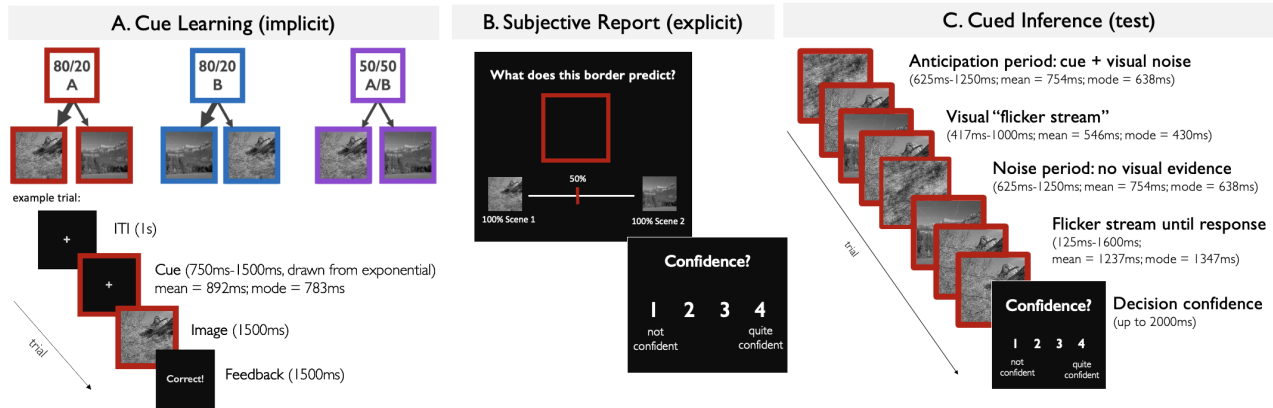 A. Cue Learning (implicit)
80/20
A
80/20
B
50/50
A/B
example trial:
+
ITI (1s)
+
Cue (750ms-1500ms, drawn from exponential)
mean = 892ms; mode = 783ms
Image (1500ms)
Correct!
Feedback (1500ms)
trial
B. Subjective Report (explicit)
What does this border predict?
50%
100% Scene 1
100% Scene 2
Confidence?
1 2 3 4
not
confident
quite
confident
C. Cued Inference (test)
Anticipation period: cue + visual noise
(625ms-1250ms; mean = 754ms; mode = 638ms)
Visual “flicker stream”
(417ms-1000ms; mean = 546ms; mode = 430ms)
Noise period: no visual evidence
(625ms-1250ms; mean = 754ms; mode = 638ms)
Flicker stream until response
(125ms-1600ms;
mean = 1237ms; mode = 1347ms)
trial
Confidence?
1 2 3 4
not
confident
quite
confident
Decision confidence
(up to 2000ms)